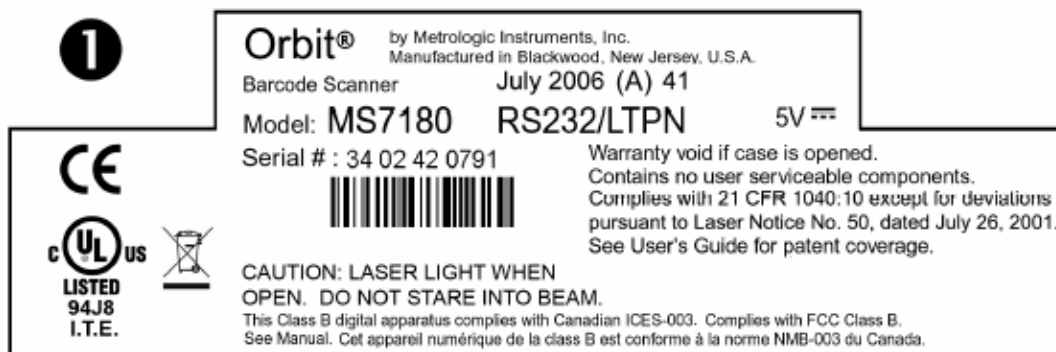 1
Orbit® by Metrologic Instruments, Inc.
Manufactured in Blackwood, New Jersey, U.S.A.
Barcode Scanner July 2006 (A) 41
Model: MS7180 RS232/LTPN 5V
Serial # : 34 02 42 0791
Warranty void if case is opened.
Contains no user serviceable components.
Complies with 21 CFR 1040:10 except for deviations
pursuant to Laser Notice No. 50, dated July 26, 2001.
See User's Guide for patent coverage.
CE
C UL US
LISTED
94J8
I.T.E.
CAUTION: LASER LIGHT WHEN
OPEN. DO NOT STARE INTO BEAM.
This Class B digital apparatus complies with Canadian ICES-003. Complies with FCC Class B.
See Manual. Cet appareil numérique de la class B est conforme à la norme NMB-003 du Canada.